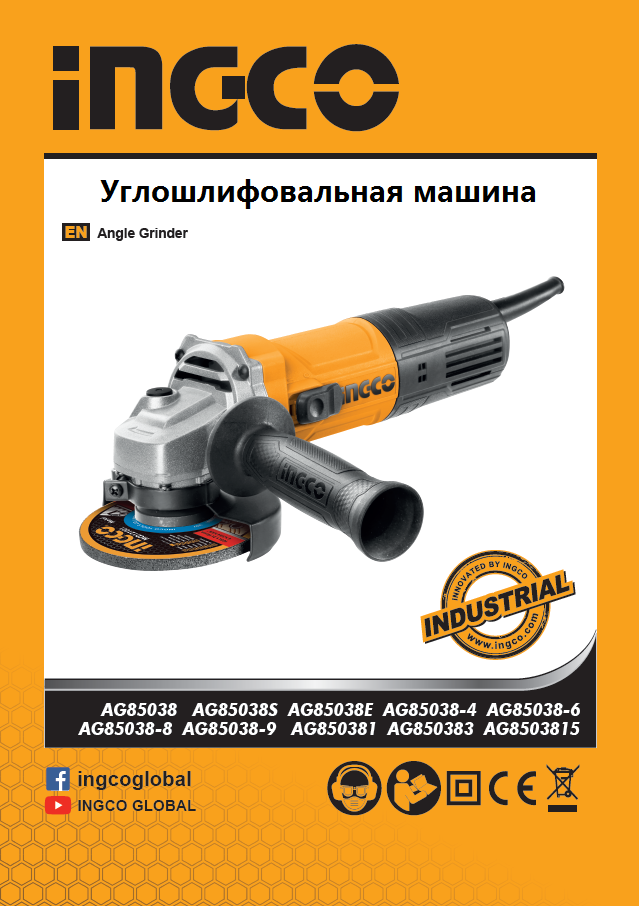 INGCO
Углошлифовальная машина
EN Angle Grinder
INGCO
INGCO
INGCO
INNOVATED BY INGCO
INDUSTRIAL
www.ingco.com
AG85038 AG85038S AG85038E AG85038-4 AG85038-6
AG85038-8 AG85038-9 AG850381 AG850383 AG8503815
ingcoglobal
INGCO GLOBAL
CE